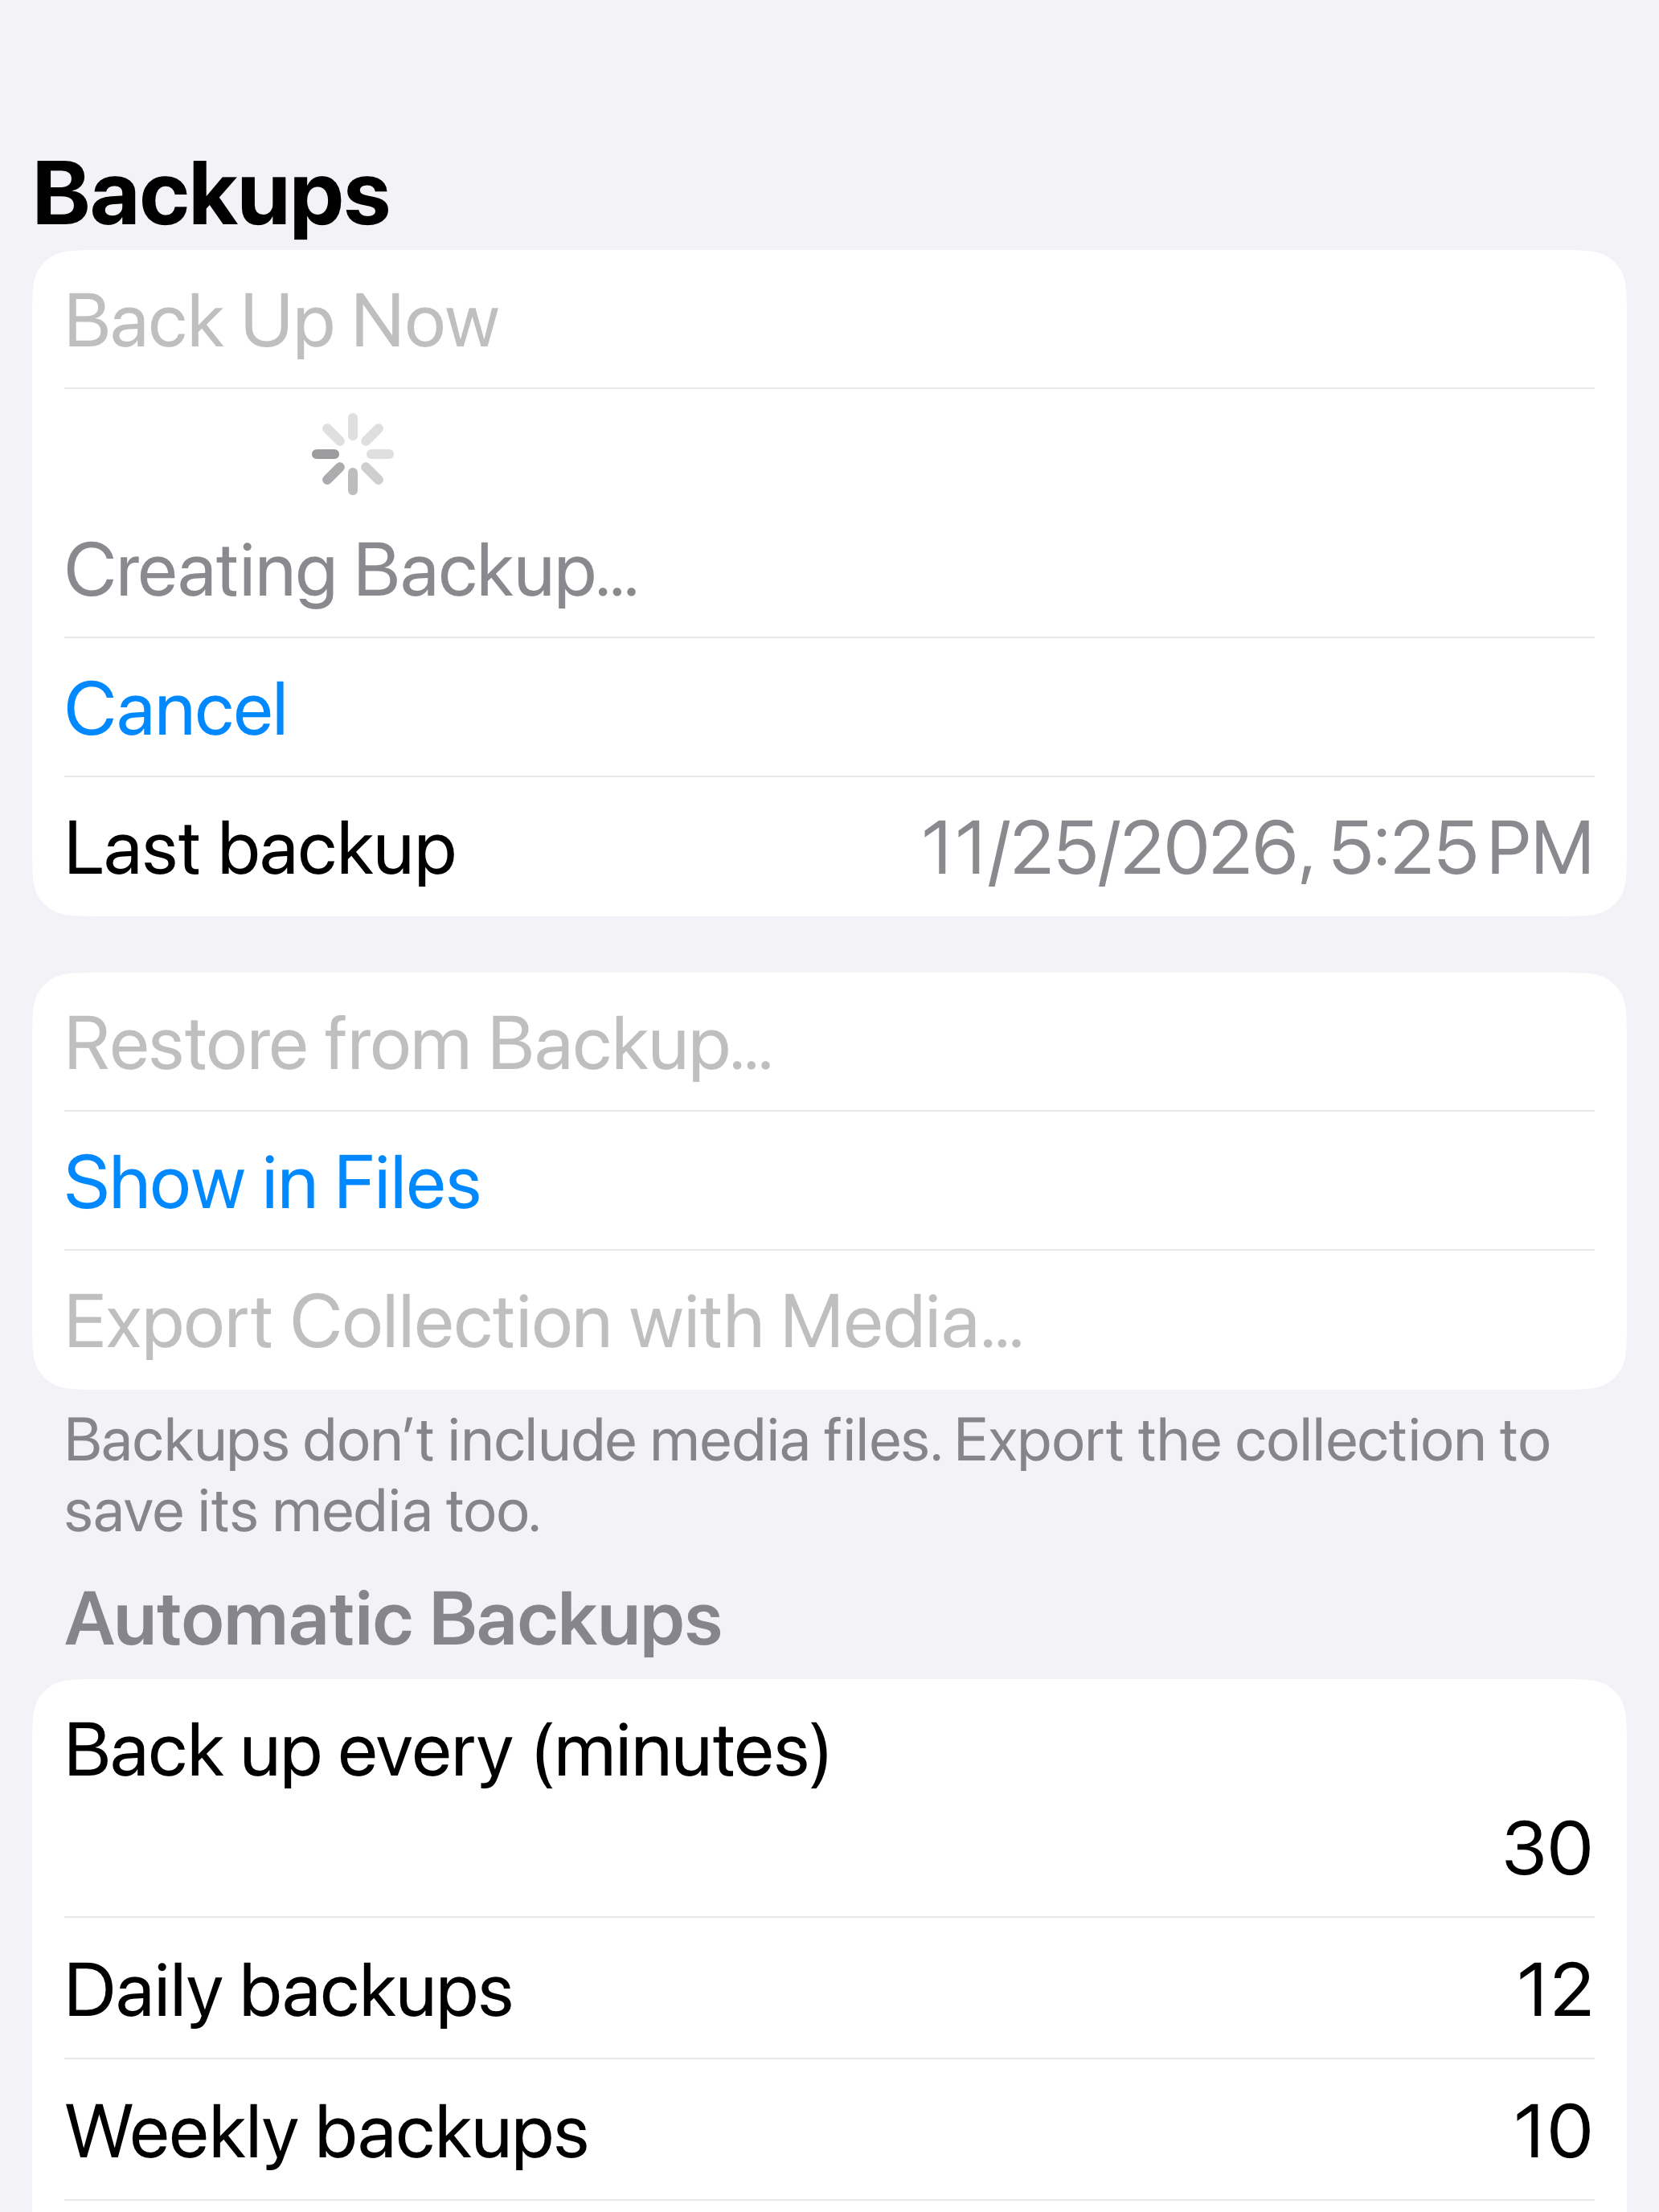 Backups
Back Up Now
Creating Backup…
Cancel
Last backup 11/25/2026, 5:25 PM
Restore from Backup…
Show in Files
Export Collection with Media…
Backups don’t include media files. Export the collection to
save its media too.
Automatic Backups
Back up every (minutes)
30
Daily backups 12
Weekly backups 10